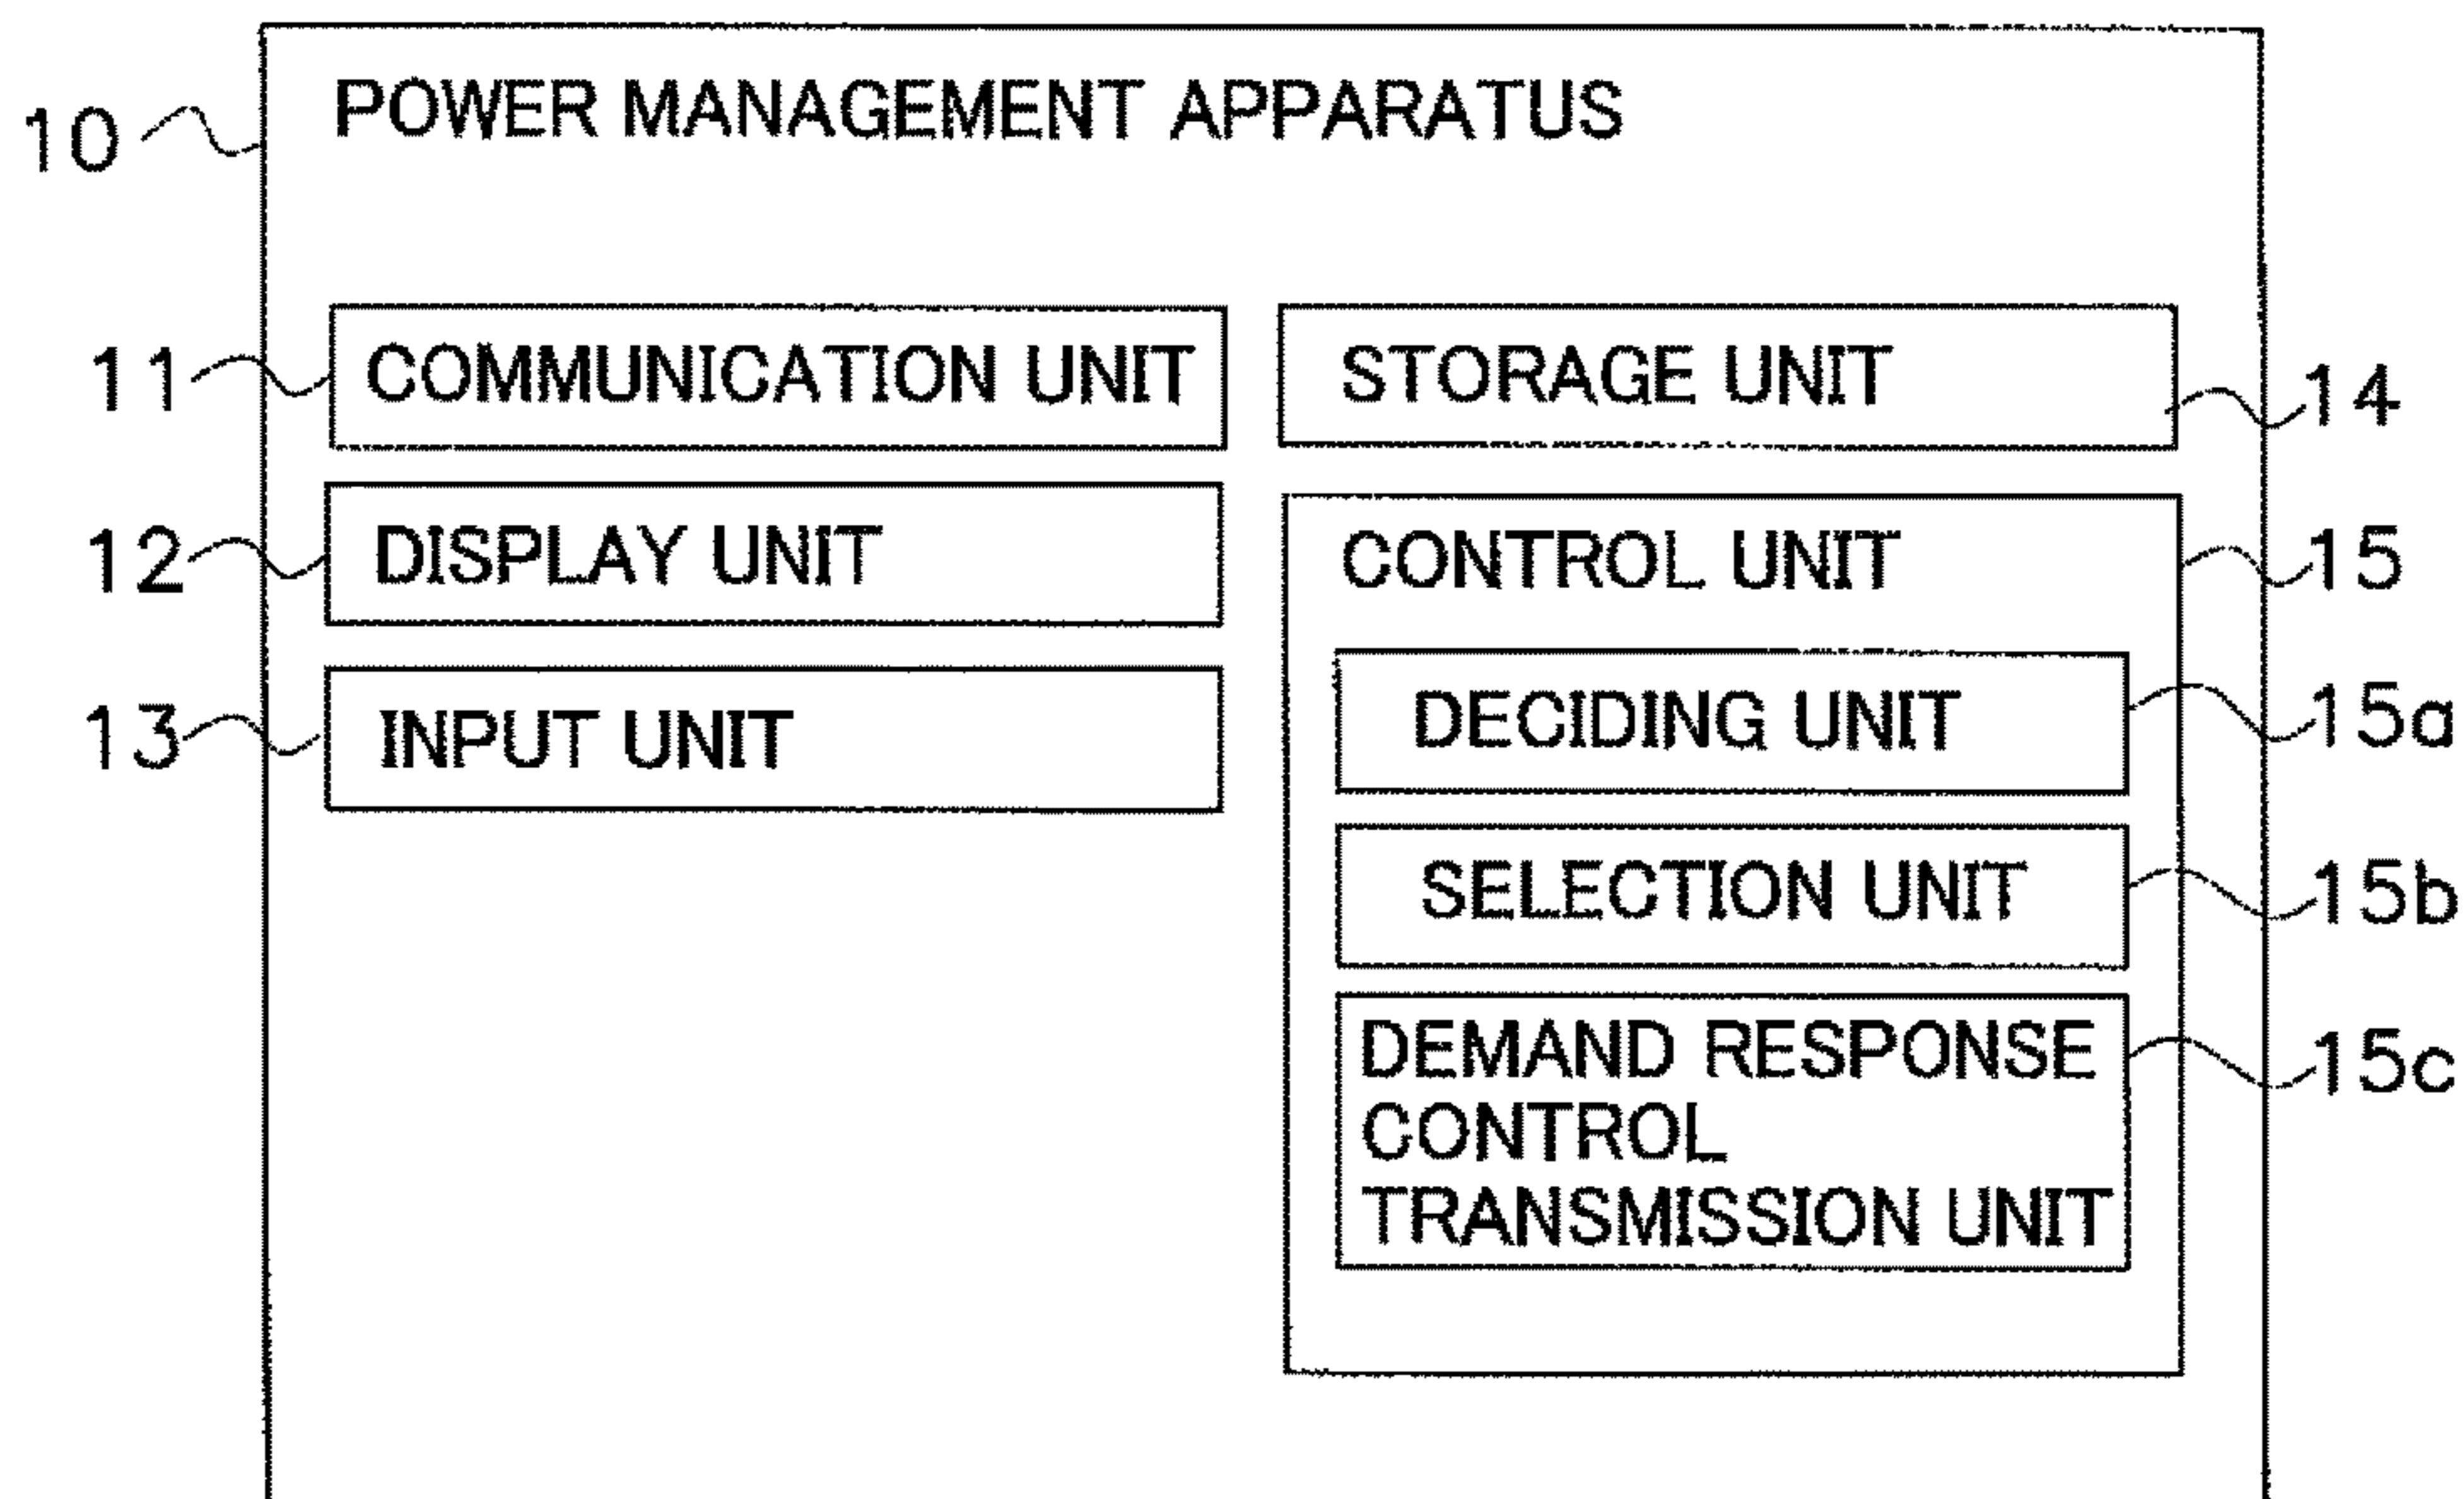 POWER MANAGEMENT APPARATUS
10
COMMUNICATION UNIT
11
STORAGE UNIT
14
DISPLAY UNIT
12
CONTROL UNIT
15
INPUT UNIT
13
DECIDING UNIT
15a
SELECTION UNIT
15b
DEMAND RESPONSE
CONTROL
TRANSMISSION UNIT
15c